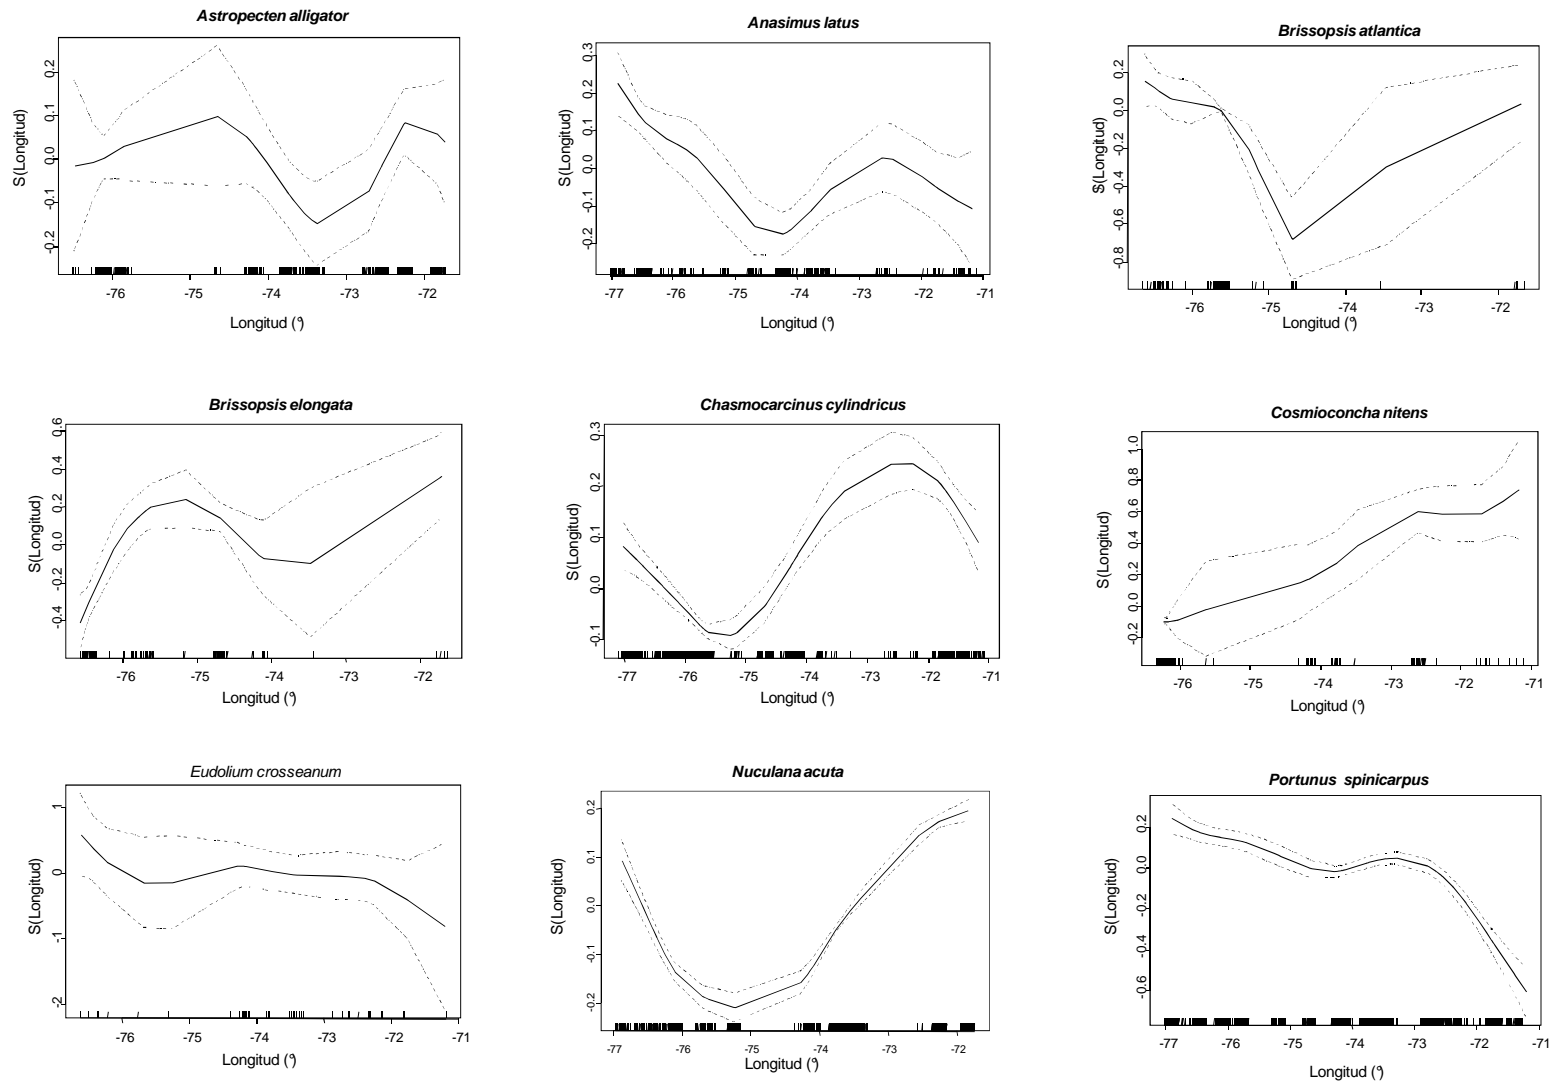 Astropecten alligator
S(Longitud)
0.2
0.1
0.0
-0.1
-0.2
-76 -75 -74 -73 -72
Longitud (°)
Anasimus latus
S(Longitud)
0.3
0.2
0.1
0.0
-0.1
-0.2
-77 -76 -75 -74 -73 -72 -71
Longitud (°)
Brissopsis atlantica
S(Longitud)
0.2
0.0
-0.2
-0.4
-0.6
-0.8
-76 -75 -74 -73 -72
Longitud (°)
Brissopsis elongata
S(Longitud)
0.6
0.4
0.2
0.0
-0.2
-0.4
-76 -75 -74 -73 -72
Longitud (°)
Chasmocarcinus cylindricus
S(Longitud)
0.3
0.2
0.1
0.0
-0.1
-77 -76 -75 -74 -73 -72 -71
Longitud (°)
Cosmioconcha nitens
S(Longitud)
1.0
0.8
0.6
0.4
0.2
0.0
-0.2
-76 -75 -74 -73 -72 -71
Longitud (°)
Eudolium crosseanum
S(Longitud)
1
0
-1
-2
-76 -75 -74 -73 -72 -71
Longitud (°)
Nuculana acuta
S(Longitud)
0.2
0.1
0.0
-0.1
-0.2
-77 -76 -75 -74 -73 -72
Longitud (°)
Portunus spinicarpus
S(Longitud)
0.2
0.0
-0.2
-0.4
-0.6
-77 -76 -75 -74 -73 -72 -71
Longitud (°)